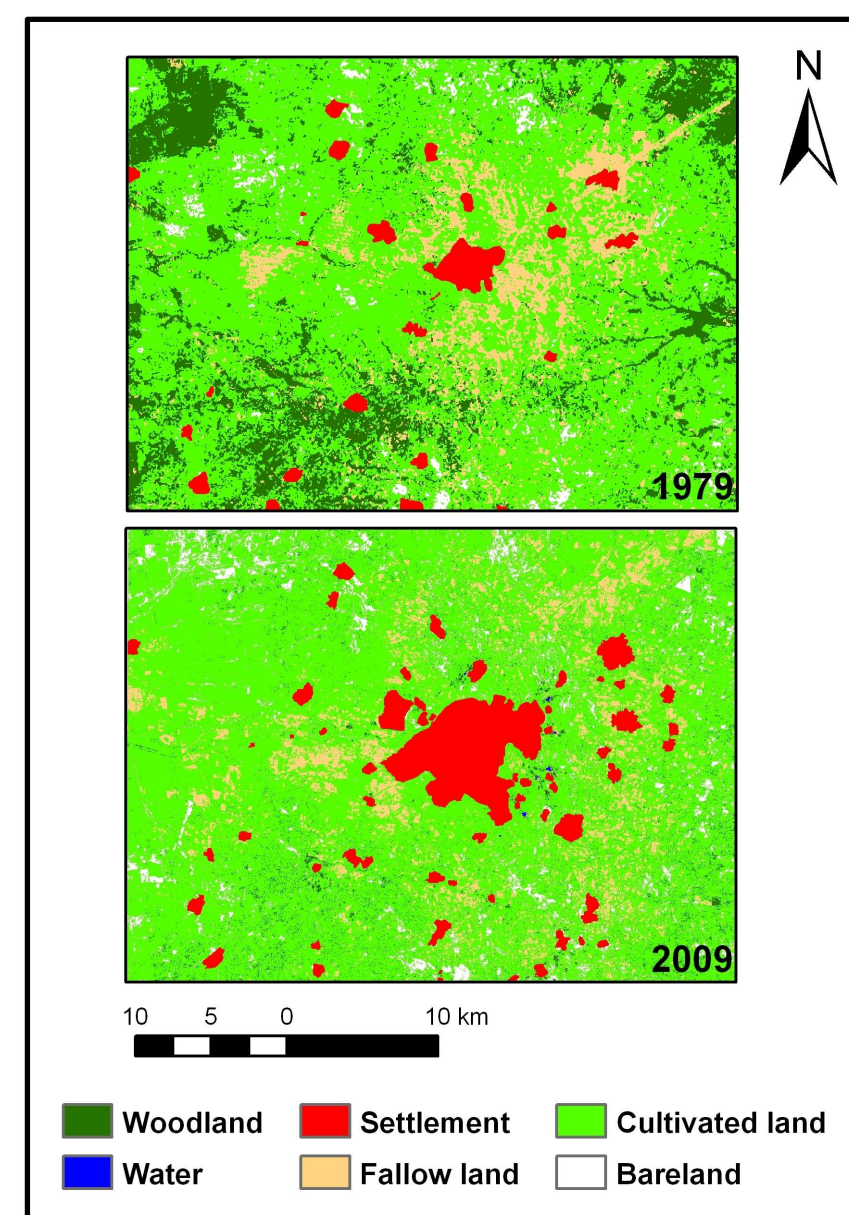 N
1979
2009
10 5 0 10 km
Woodland Settlement Cultivated land
Water Fallow land Bareland